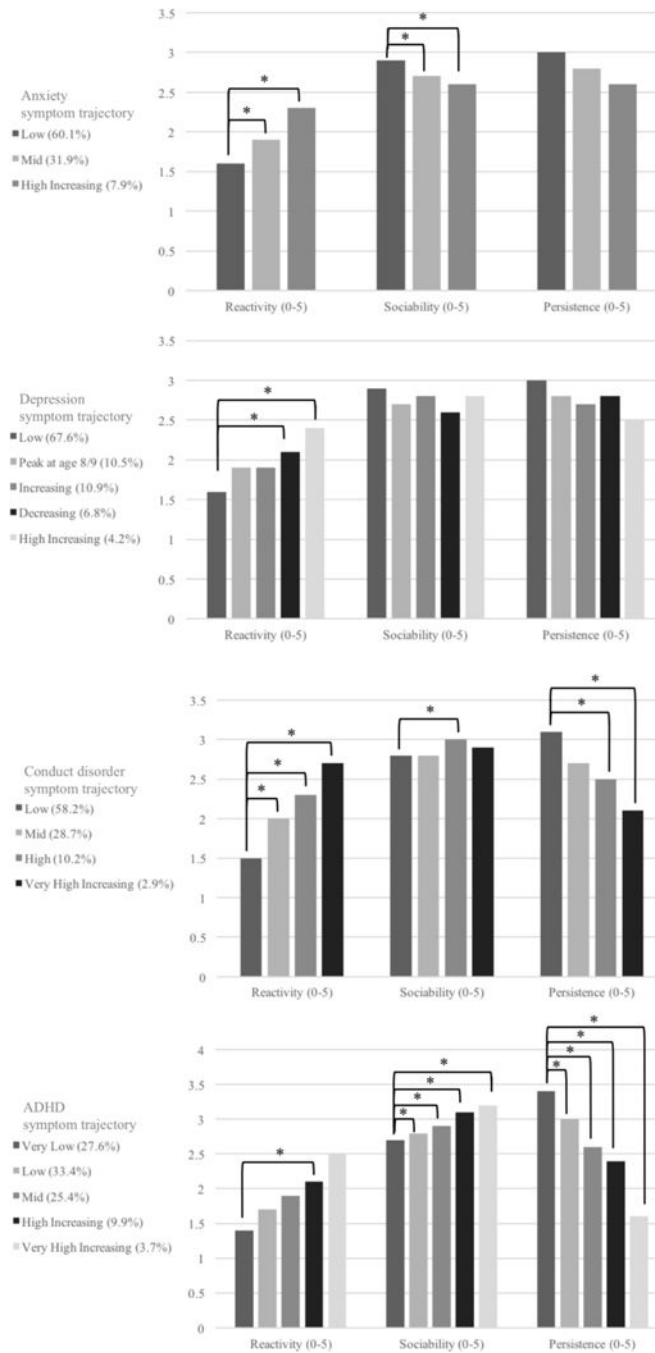 Anxiety
symptom trajectory
Low (60.1%)
Mid (31.9%)
High Increasing (7.9%)
3.5
3
2.5
2
1.5
1
0.5
0
* * * *
Reactivity (0-5) Sociability (0-5) Persistence (0-5)
Depression
symptom trajectory
Low (67.6%)
Peak at age 8/9 (10.5%)
Increasing (10.9%)
Decreasing (6.8%)
High Increasing (4.2%)
3.5
3
2.5
2
1.5
1
0.5
0
* *
Reactivity (0-5) Sociability (0-5) Persistence (0-5)
Conduct disorder
symptom trajectory
Low (58.2%)
Mid (28.7%)
High (10.2%)
Very High Increasing (2.9%)
3.5
3
2.5
2
1.5
1
0.5
0
* * * * * *
Reactivity (0-5) Sociability (0-5) Persistence (0-5)
ADHD
symptom trajectory
Very Low (27.6%)
Low (33.4%)
Mid (25.4%)
High Increasing (9.9%)
Very High Increasing (3.7%)
4
3.5
3
2.5
2
1.5
1
0.5
0
* * * * * * * * *
Reactivity (0-5) Sociability (0-5) Persistence (0-5)